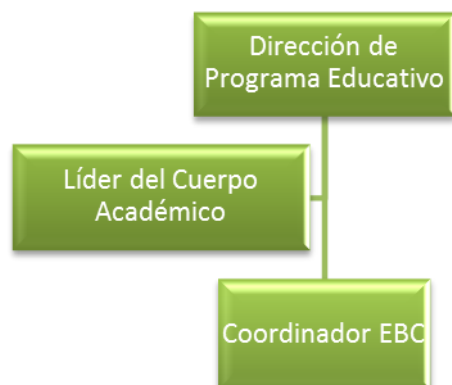 Dirección de
Programa Educativo
Líder del Cuerpo
Académico
Coordinador EBC